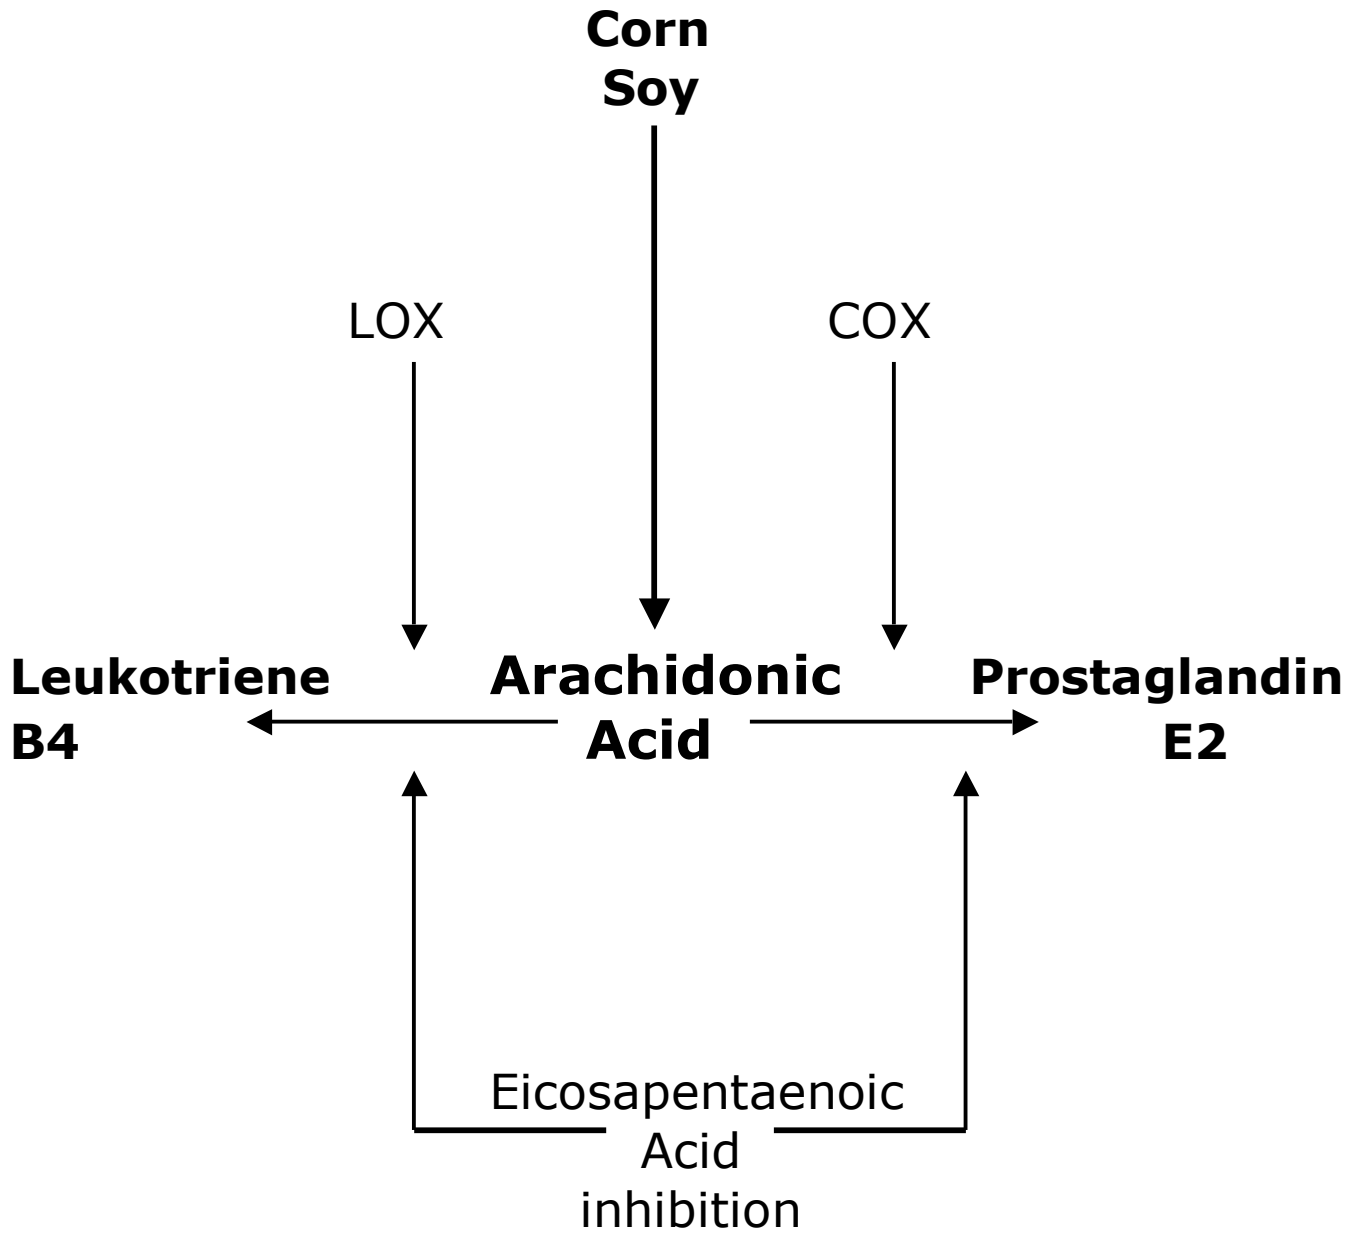 Corn
Soy
LOX
COX
Leukotriene
B4
Arachidonic
Acid
Prostaglandin
E2
Eicosapentaenoic
Acid
inhibition